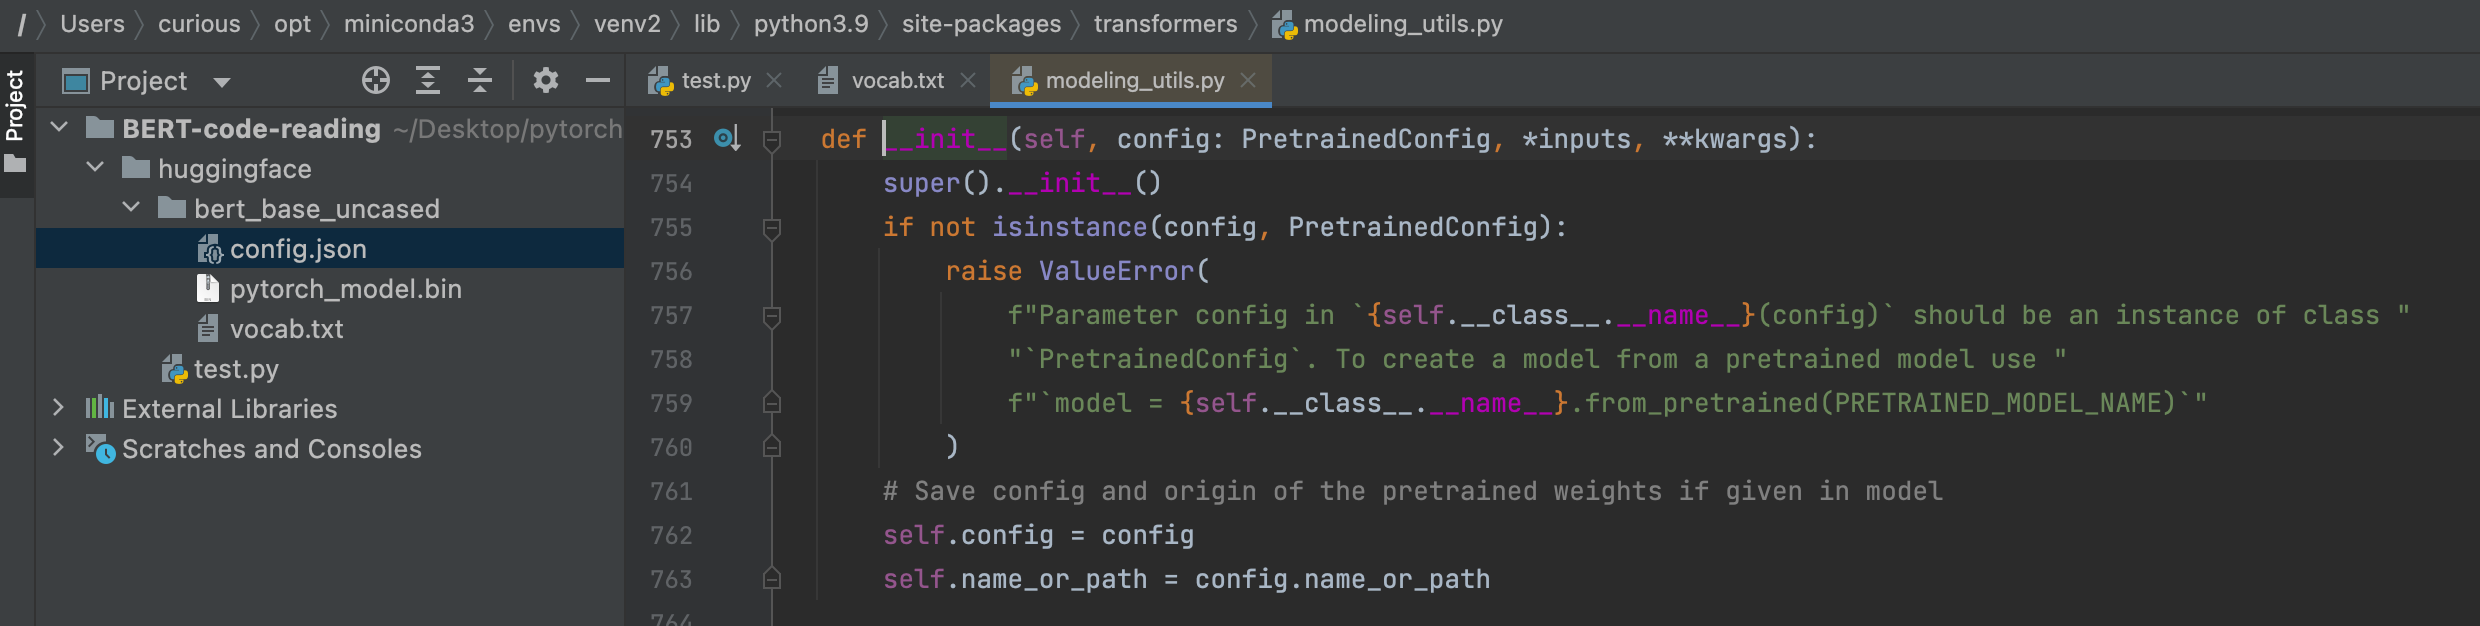 / Users curious opt miniconda3 envs venv2 lib python3.9 site-packages transformers modeling_utils.py
Project
Project
test.py
vocab.txt
modeling_utils.py
BERT-code-reading ~/Desktop/pytorch
huggingface
bert_base_uncased
config.json
pytorch_model.bin
vocab.txt
test.py
External Libraries
Scratches and Consoles
753 def __init__(self, config: PretrainedConfig, *inputs, **kwargs):
754 super().__init__()
755 if not isinstance(config, PretrainedConfig):
756 raise ValueError(
757 f"Parameter config in `{self.__class__.__name__}(config)` should be an instance of class "
758 "`PretrainedConfig`. To create a model from a pretrained model use "
759 f"`model = {self.__class__.__name__}.from_pretrained(PRETRAINED_MODEL_NAME)`"
760 )
761 # Save config and origin of the pretrained weights if given in model
762 self.config = config
763 self.name_or_path = config.name_or_path
764